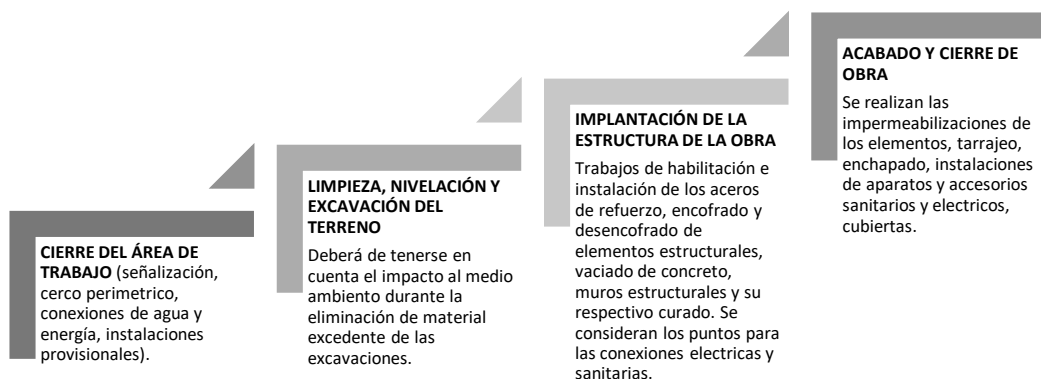 CIERRE DEL ÁREA DE
TRABAJO (señalización,
cerco perimetrico,
conexiones de agua y
energía, instalaciones
provisionales).
LIMPIEZA, NIVELACIÓN Y
EXCAVACIÓN DEL
TERRENO
Deberá de tenerse en
cuenta el impacto al medio
ambiento durante la
eliminación de material
excedente de las
excavaciones.
IMPLANTACIÓN DE LA
ESTRUCTURA DE LA OBRA
Trabajos de habilitación e
instalación de los aceros
de refuerzo, encofrado y
desencofrado de
elementos estructurales,
vaciado de concreto,
muros estructurales y su
respectivo curado. Se
consideran los puntos para
las conexiones electricas y
sanitarias.
ACABADO Y CIERRE DE
OBRA
Se realizan las
impermeabilizaciones de
los elementos, tarrajeo,
enchapado, instalaciones
de aparatos y accesorios
sanitarios y electricos,
cubiertas.